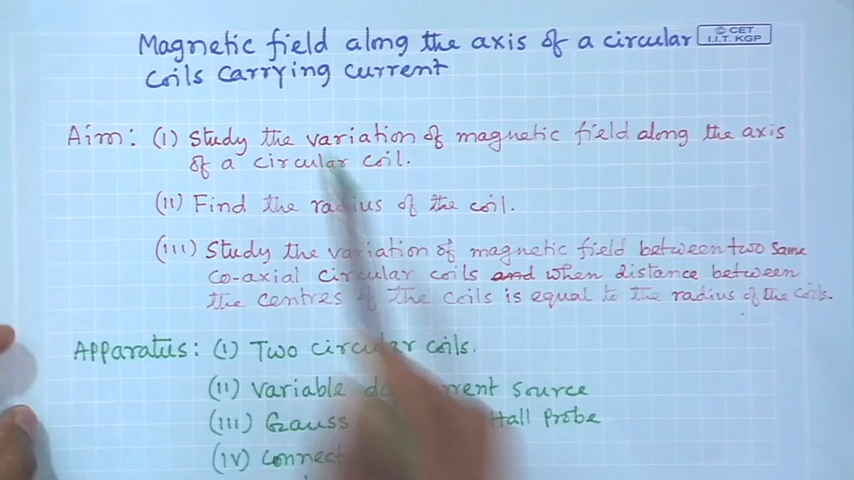 Magnetic field along the axis of a circular
coils carrying current
© CET
I.I.T. KGP
Aim: (i) Study the variation of magnetic field along the axis
of a circular coil.
(ii) Find the radius of the coil.
(iii) Study the variation of magnetic field between two same
co-axial circular coils and when distance between
the centres of the coils is equal to the radius of the coils.
Apparatus: (i) Two circular coils.
(ii) Variable source
(iii) Gauss Hall Probe
(iv)